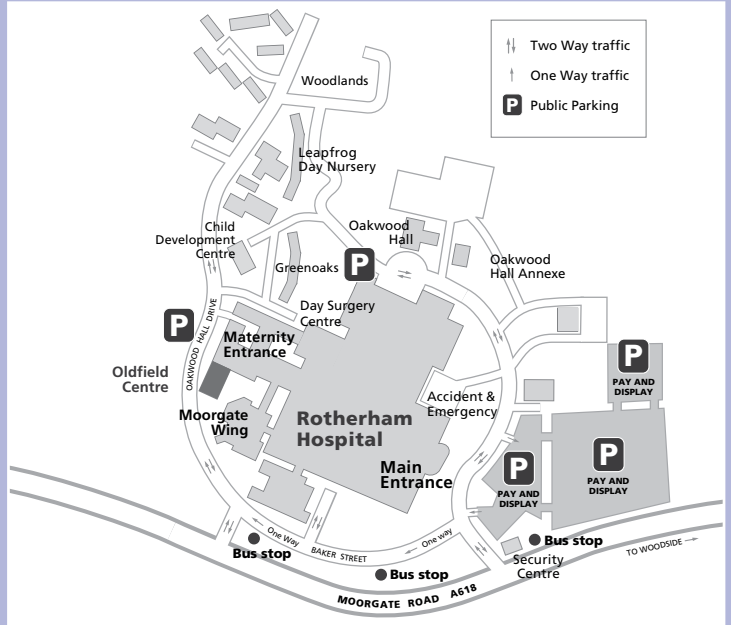 Two Way traffic
One Way traffic
P Public Parking
Woodlands
Leapfrog
Day Nursery
Child
Development
Centre
Oakwood
Hall
Greenoaks
P
Oakwood
Hall Annexe
Day Surgery
Centre
P
OAKWOOD HALL DRIVE
Maternity
Entrance
Oldfield
Centre
P
PAY AND
DISPLAY
Accident &
Emergency
Moorgate
Wing
Rotherham
Hospital
Main
Entrance
P
PAY AND
DISPLAY
P
PAY AND
DISPLAY
One Way
BAKER STREET
One way
Bus stop
Bus stop
Security
Centre
TO WOODSIDE
Bus stop
MOORGATE ROAD A618